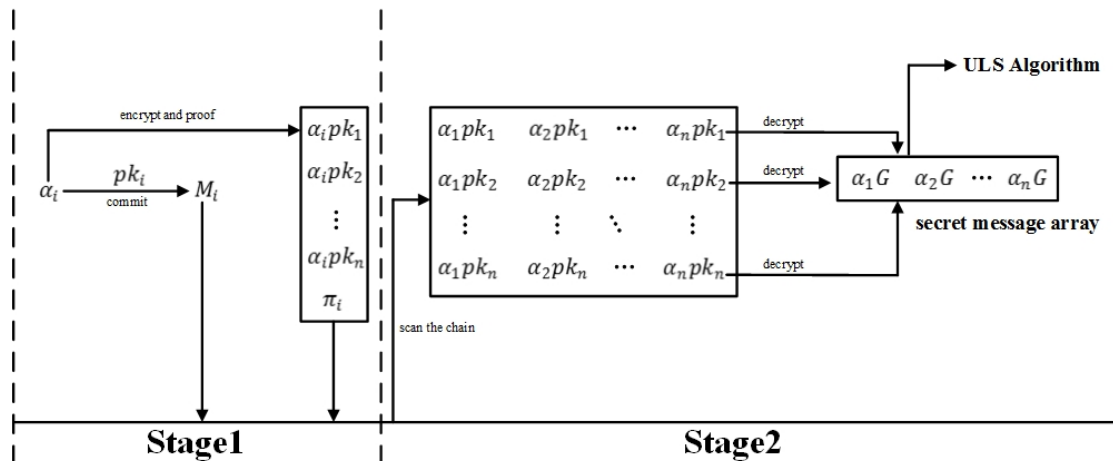 encrypt and proof
α_i
pk_i
commit
M_i
α_i pk_1
α_i pk_2
⋮
α_i pk_n
π_i
scan the chain
α_1 pk_1 α_2 pk_1 ⋯ α_n pk_1
α_1 pk_2 α_2 pk_2 ⋯ α_n pk_2
⋮ ⋮ ⋱ ⋮
α_1 pk_n α_2 pk_n ⋯ α_n pk_n
decrypt
decrypt
decrypt
ULS Algorithm
α_1 G α_2 G ⋯ α_n G
secret message array
Stage1
Stage2